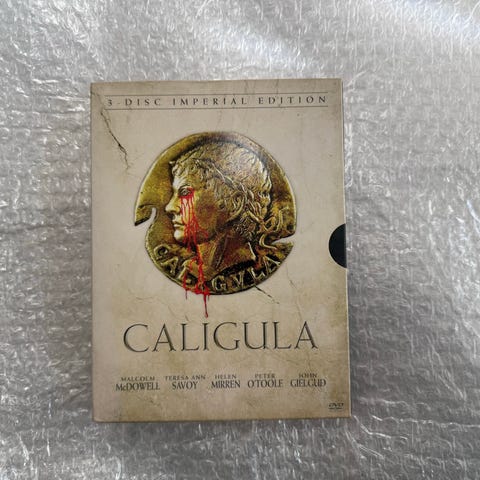 3-DISC IMPERIAL EDITION
CALIGVLA
CALIGULA
MALCOLM McDOWELL TERESA ANN SAVOY HELEN MIRREN PETER O'TOOLE JOHN GIELGUD
DVD